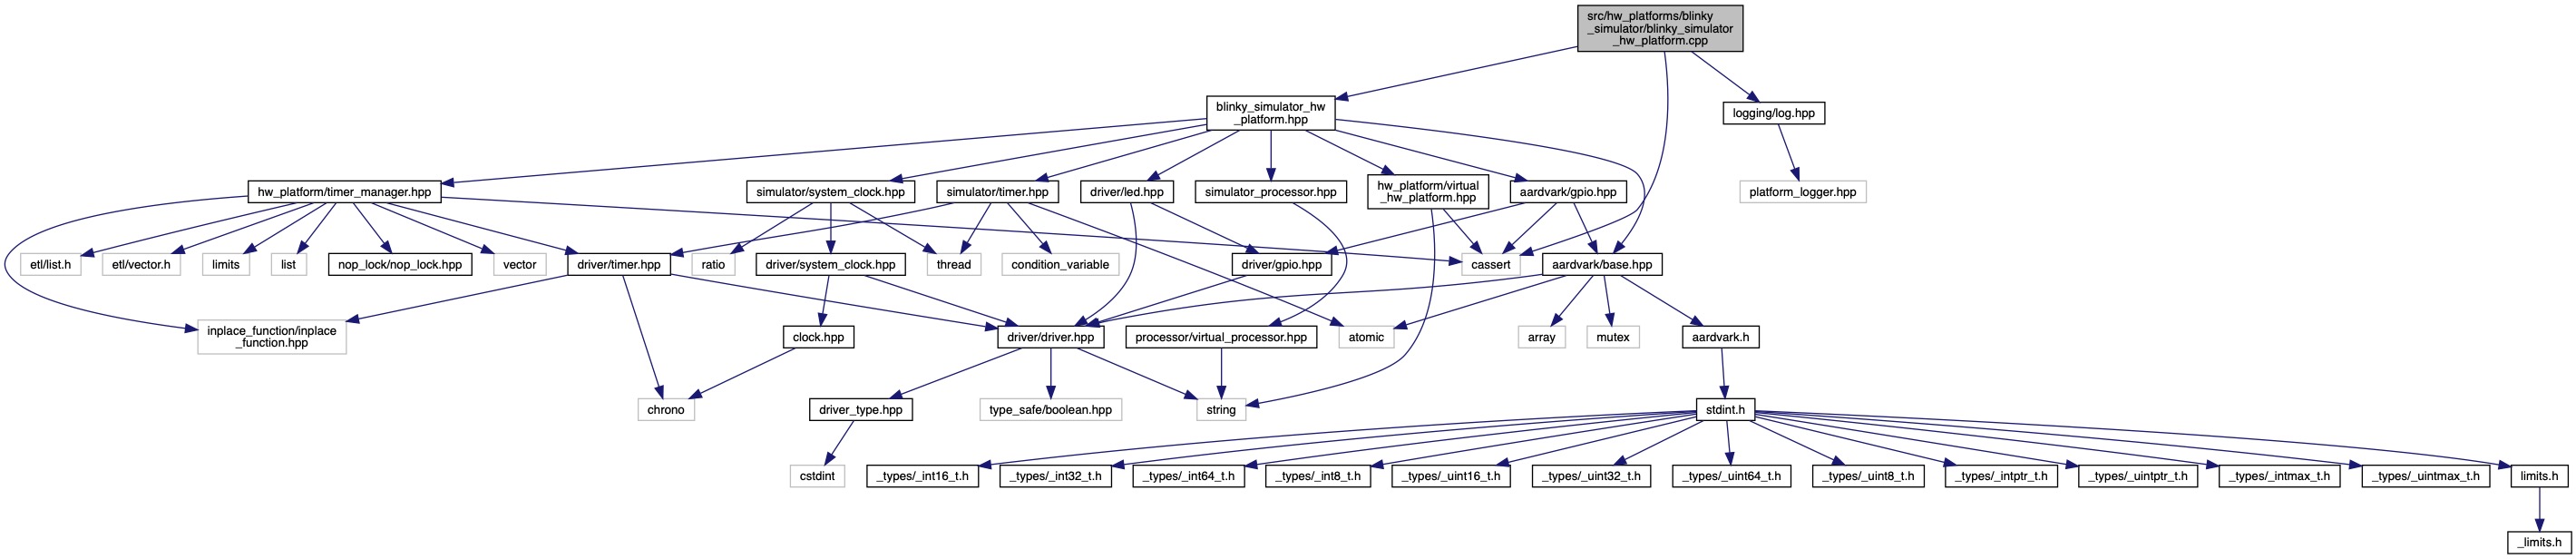 src/hw_platforms/blinky
_simulator/blinky_simulator
_hw_platform.cpp
blinky_simulator_hw
_platform.hpp
logging/log.hpp
hw_platform/timer_manager.hpp
simulator/system_clock.hpp
simulator/timer.hpp
driver/led.hpp
simulator_processor.hpp
hw_platform/virtual
_hw_platform.hpp
aardvark/gpio.hpp
platform_logger.hpp
etl/list.h
etl/vector.h
limits
list
nop_lock/nop_lock.hpp
vector
driver/timer.hpp
ratio
driver/system_clock.hpp
thread
condition_variable
driver/gpio.hpp
cassert
aardvark/base.hpp
inplace_function/inplace
_function.hpp
clock.hpp
driver/driver.hpp
processor/virtual_processor.hpp
atomic
array
mutex
aardvark.h
chrono
driver_type.hpp
type_safe/boolean.hpp
string
stdint.h
cstdint
_types/_int16_t.h
_types/_int32_t.h
_types/_int64_t.h
_types/_int8_t.h
_types/_uint16_t.h
_types/_uint32_t.h
_types/_uint64_t.h
_types/_uint8_t.h
_types/_intptr_t.h
_types/_uintptr_t.h
_types/_intmax_t.h
_types/_uintmax_t.h
limits.h
_limits.h